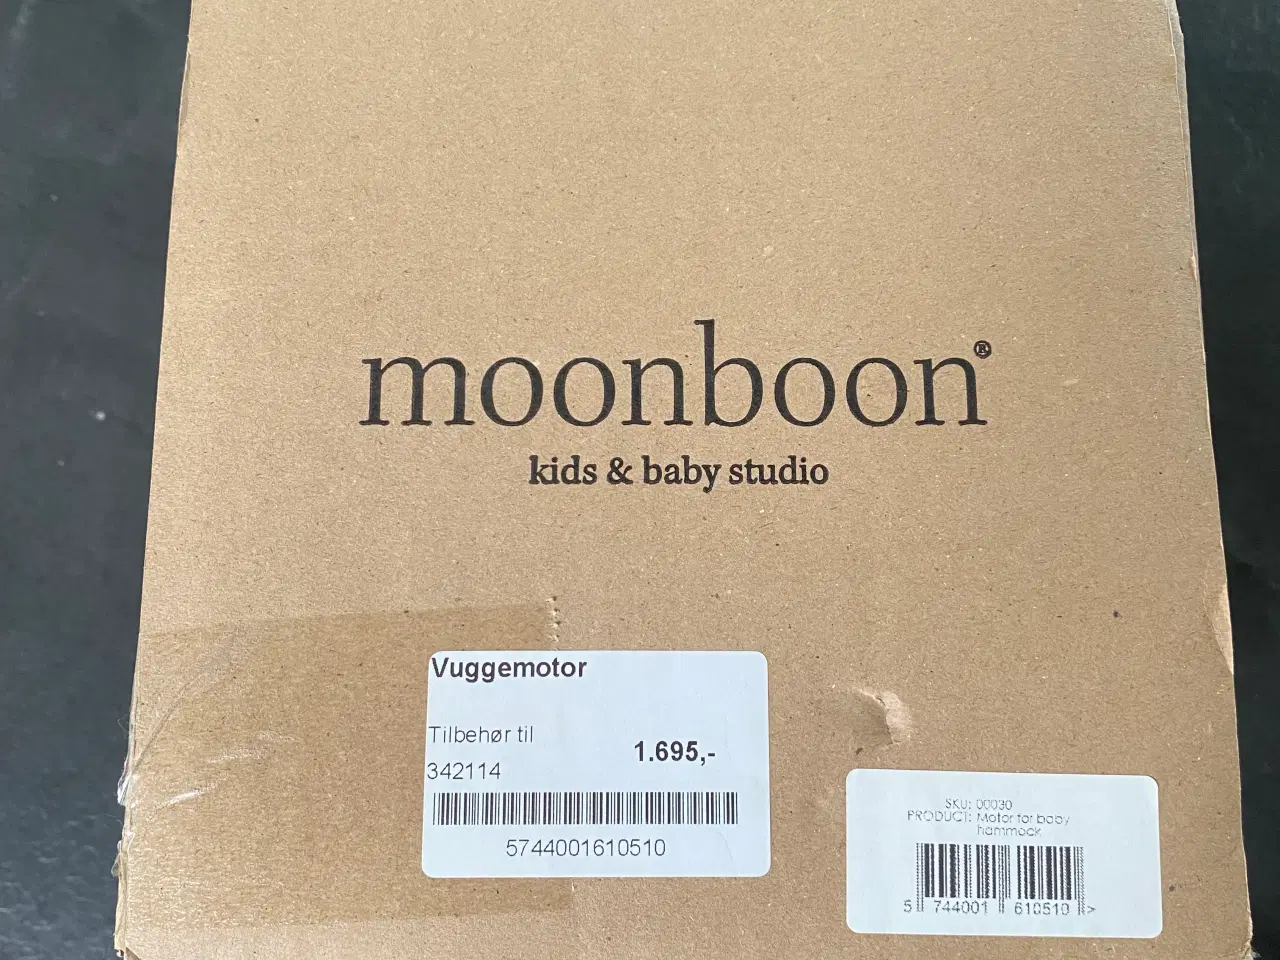 moonboon®
kids & baby studio
Vuggemotor
Tilbehør til
1.695,-
342114
5744001610510
SKU: 00030
PRODUCT: Motor for baby
hammock
5 744001 610510 >